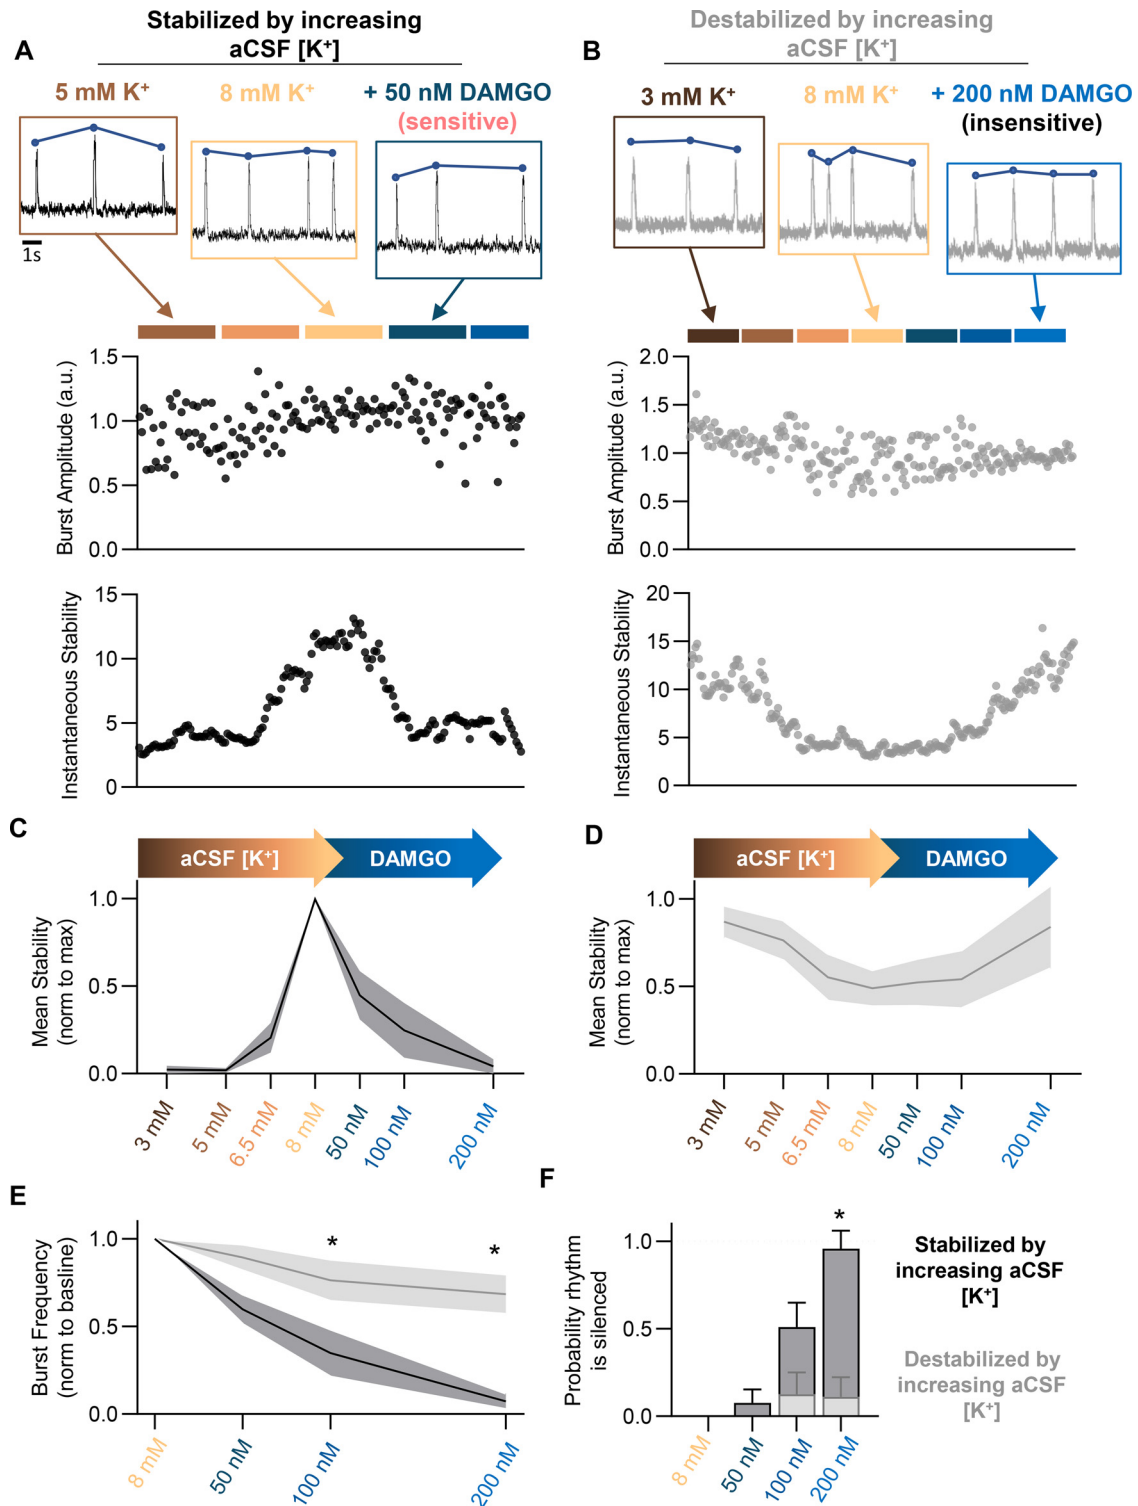 Stabilized by increasing
aCSF [K⁺]
A
5 mM K⁺
8 mM K⁺
+ 50 nM DAMGO
(sensitive)
1s
Burst Amplitude (a.u.)
1.5
1.0
0.5
0.0
Instantaneous Stability
15
10
5
0
Destabilized by increasing
aCSF [K⁺]
B
3 mM K⁺
8 mM K⁺
+ 200 nM DAMGO
(insensitive)
Burst Amplitude (a.u.)
2.0
1.5
1.0
0.5
0.0
Instantaneous Stability
20
15
10
5
0
C
aCSF [K⁺]
DAMGO
Mean Stability
(norm to max)
1.0
0.5
0.0
3 mM
5 mM
6.5 mM
8 mM
50 nM
100 nM
200 nM
D
aCSF [K⁺]
DAMGO
Mean Stability
(norm to max)
1.0
0.5
0.0
3 mM
5 mM
6.5 mM
8 mM
50 nM
100 nM
200 nM
E
Burst Frequency
(norm to basline)
1.0
0.5
0.0
*
*
8 mM
50 nM
100 nM
200 nM
F
Probability rhythm
is silenced
1.0
0.5
0.0
*
8 mM
50 nM
100 nM
200 nM
Stabilized by
increasing aCSF
[K⁺]
Destabilized by
increasing aCSF
[K⁺]